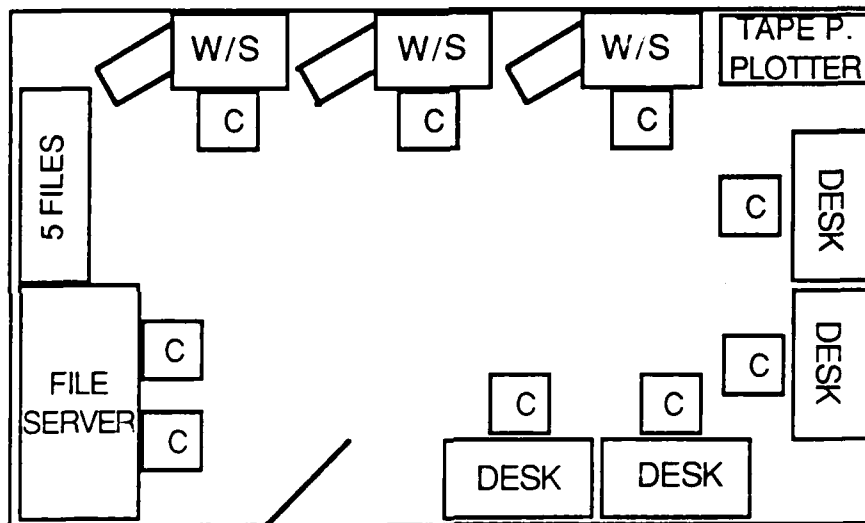 W/S
W/S
W/S
TAPE P.
PLOTTER
C
C
C
5 FILES
C
DESK
C
C
DESK
FILE
SERVER
C
C
C
DESK
DESK